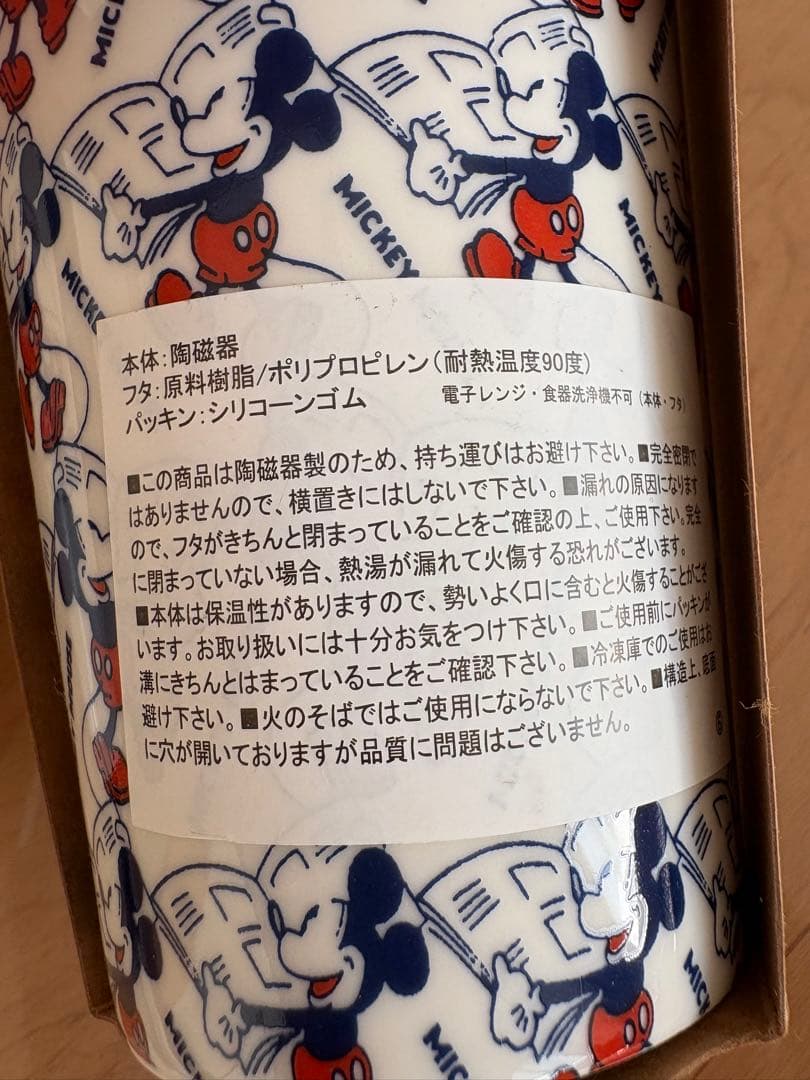 MICKEY
MICKEY
MICKEY
MICKEY
本体:陶磁器
フタ:原料樹脂/ポリプロピレン(耐熱温度90度)
パッキン:シリコーンゴム 電子レンジ・食器洗浄機不可(本体・フタ)
■この商品は陶磁器製のため、持ち運びはお避け下さい。■完全密閉で
はありませんので、横置きにはしないで下さい。■漏れの原因になります
ので、フタがきちんと閉まっていることをご確認の上、ご使用下さい。完全
に閉まっていない場合、熱湯が漏れて火傷する恐れがございます。
■本体は保温性がありますので、勢いよく口に含むと火傷することがござ
います。お取り扱いには十分お気をつけ下さい。■ご使用前にパッキンが
溝にきちんとはまっていることをご確認下さい。■冷凍庫でのご使用はお
避け下さい。■火のそばではご使用にならないで下さい。■構造上、底面
に穴が開いておりますが品質に問題はございません。
⑥
MICKEY
MICKEY
MICKEY